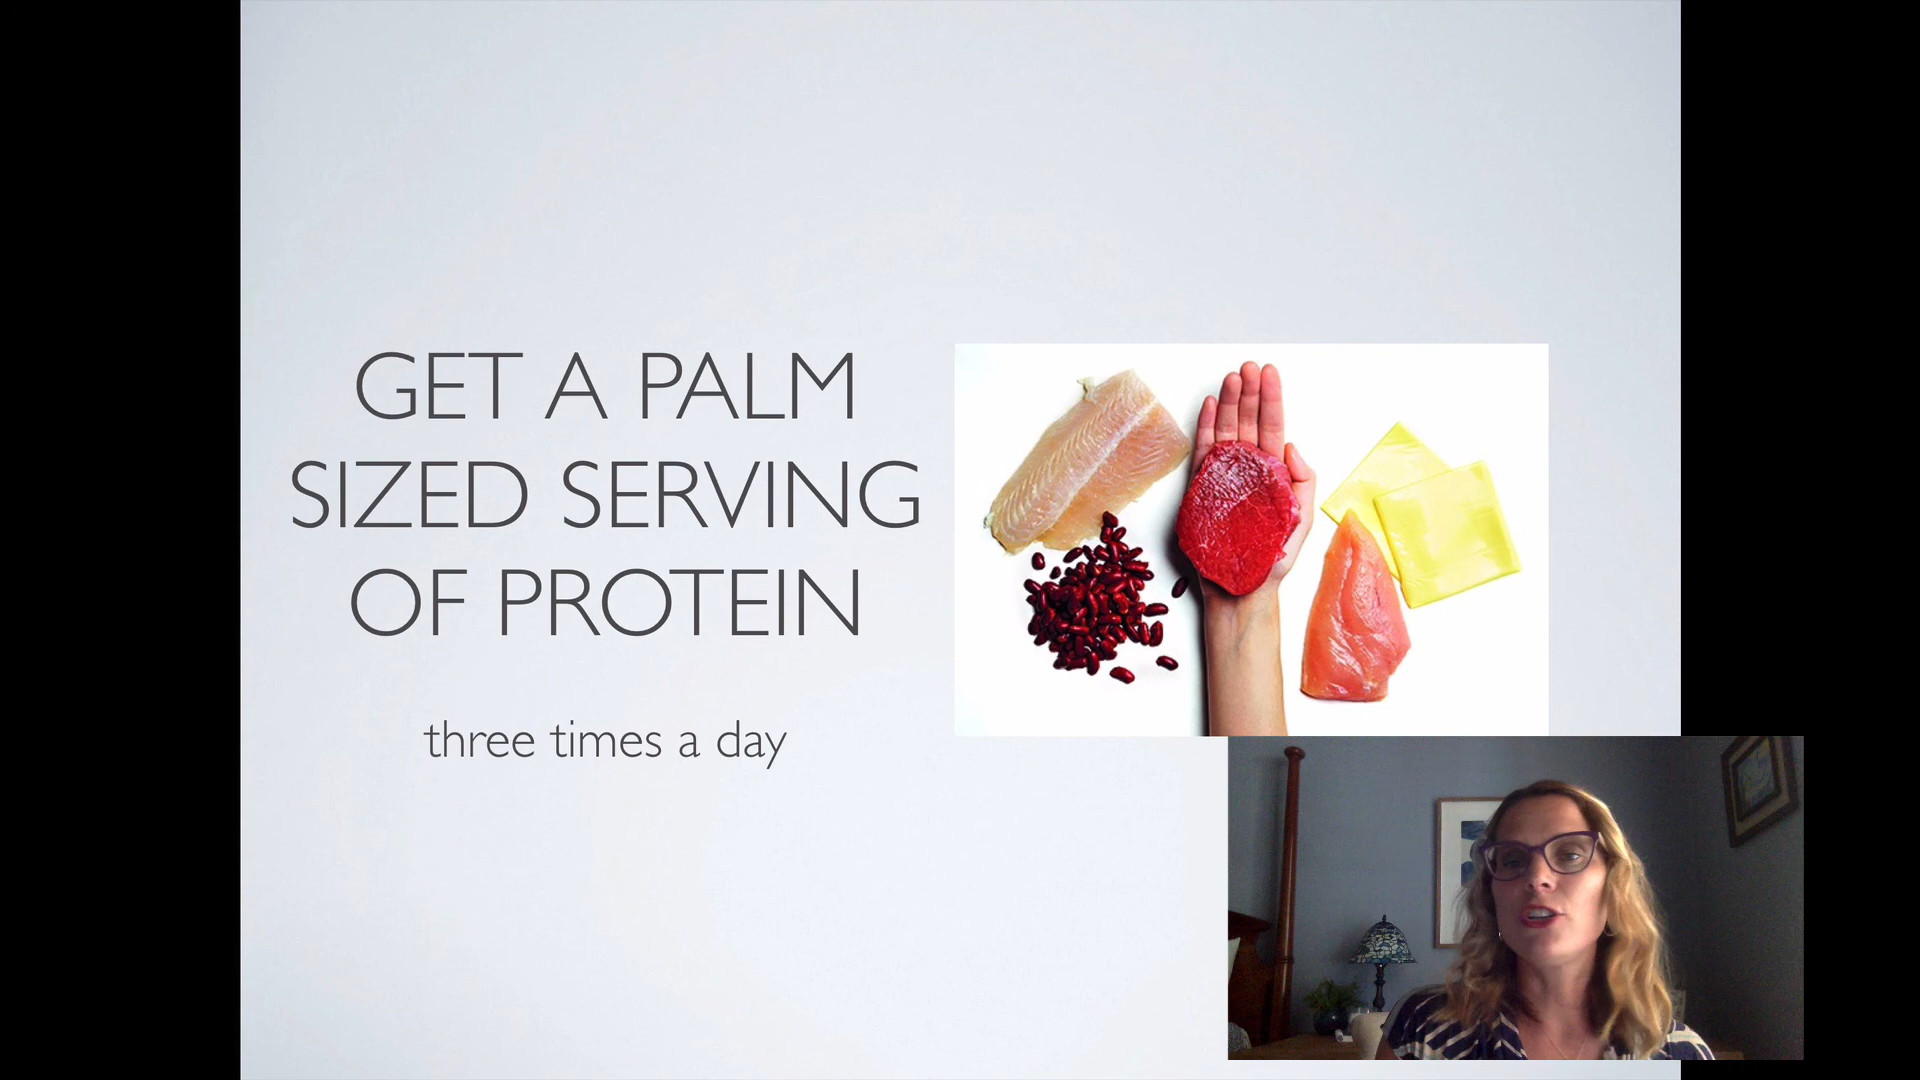 GET A PALM
SIZED SERVING
OF PROTEIN
three times a day